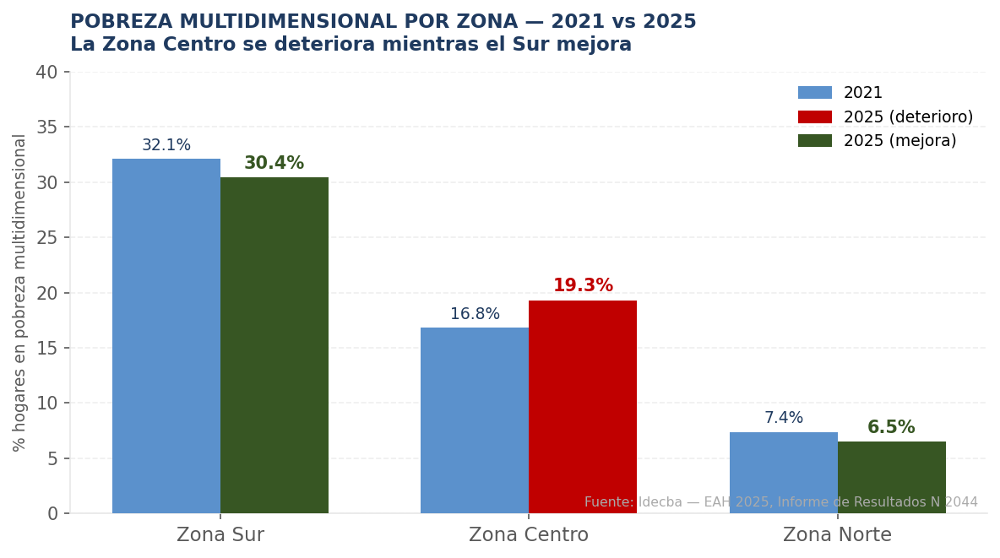 POBREZA MULTIDIMENSIONAL POR ZONA — 2021 vs 2025
La Zona Centro se deteriora mientras el Sur mejora
% hogares en pobreza multidimensional
40
35
30
25
20
15
10
5
0
2021
2025 (deterioro)
2025 (mejora)
32.1%
30.4%
16.8%
19.3%
7.4%
6.5%
Fuente: Idecba — EAH 2025, Informe de Resultados N 2044
Zona Sur
Zona Centro
Zona Norte